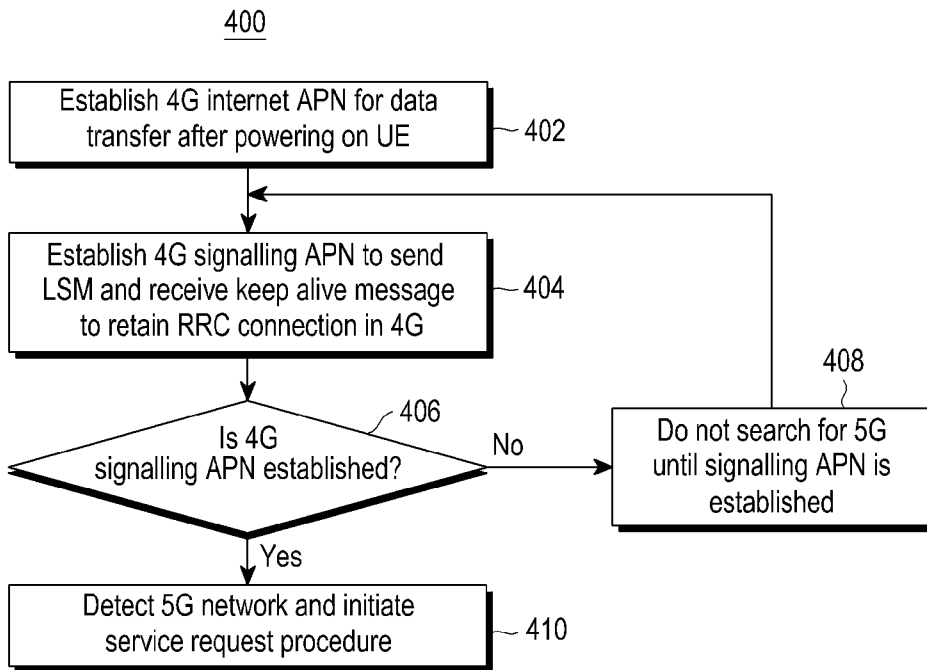 400
Establish 4G internet APN for data
transfer after powering on UE
402
Establish 4G signalling APN to send
LSM and receive keep alive message
to retain RRC connection in 4G
404
406
Is 4G
signalling APN established?
No
408
Do not search for 5G
until signalling APN is
established
Yes
Detect 5G network and initiate
service request procedure
410